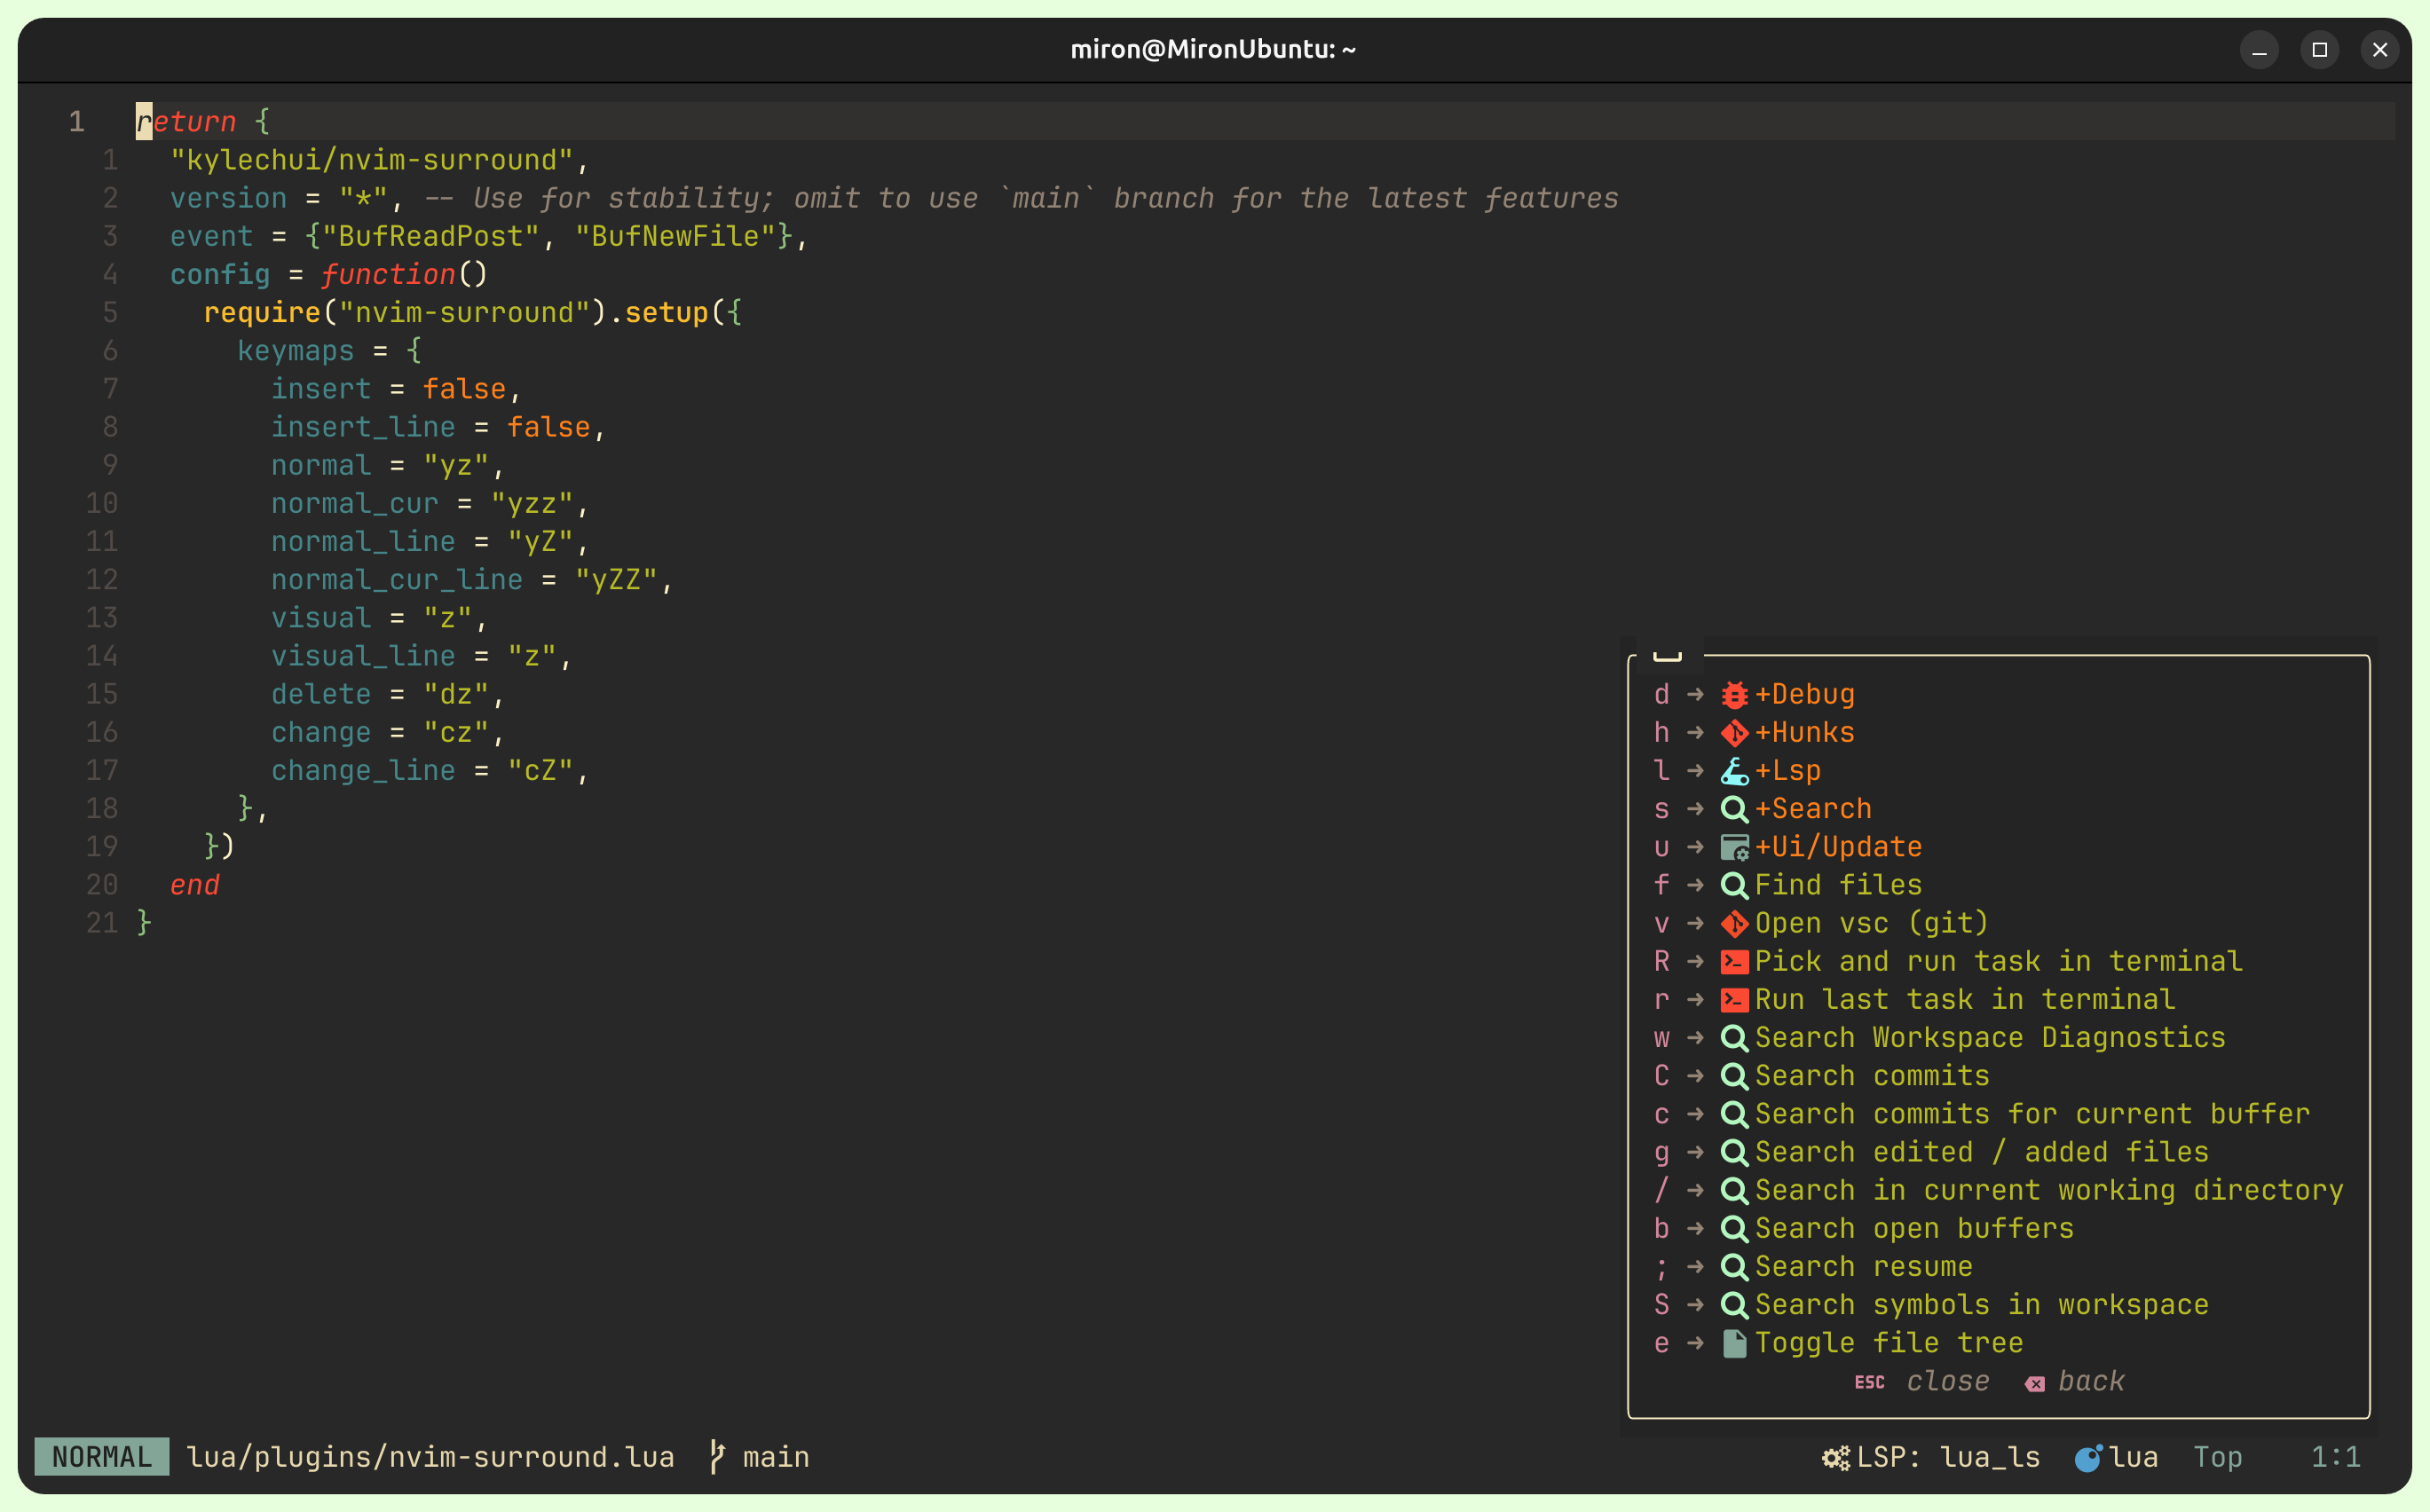 miron@MironUbuntu: ~
1 return {
1 "kylechui/nvim-surround",
2 version = "*", -- Use for stability; omit to use `main` branch for the latest features
3 event = {"BufReadPost", "BufNewFile"},
4 config = function()
5 require("nvim-surround").setup({
6 keymaps = {
7 insert = false,
8 insert_line = false,
9 normal = "yz",
10 normal_cur = "yzz",
11 normal_line = "yZ",
12 normal_cur_line = "yZZ",
13 visual = "z",
14 visual_line = "z",
15 delete = "dz",
16 change = "cz",
17 change_line = "cZ",
18 },
19 })
20 end
21 }
d → +Debug
h → +Hunks
l → +Lsp
s → +Search
u → +Ui/Update
f → Find files
v → Open vsc (git)
R → Pick and run task in terminal
r → Run last task in terminal
w → Search Workspace Diagnostics
C → Search commits
c → Search commits for current buffer
g → Search edited / added files
/ → Search in current working directory
b → Search open buffers
; → Search resume
S → Search symbols in workspace
e → Toggle file tree
ESC close back
NORMAL lua/plugins/nvim-surround.lua main LSP: lua_ls lua Top 1:1